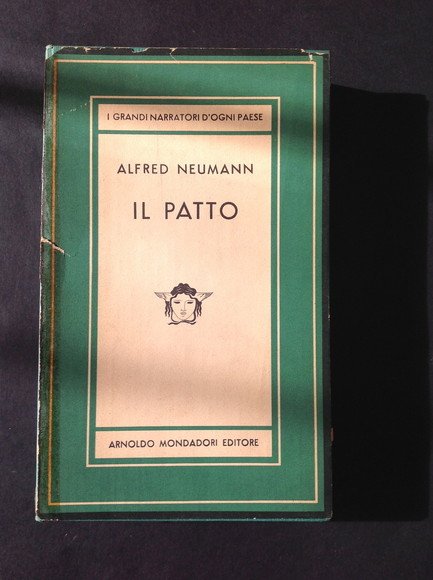 I GRANDI NARRATORI D'OGNI PAESE
ALFRED NEUMANN
IL PATTO
ARNOLDO MONDADORI EDITORE